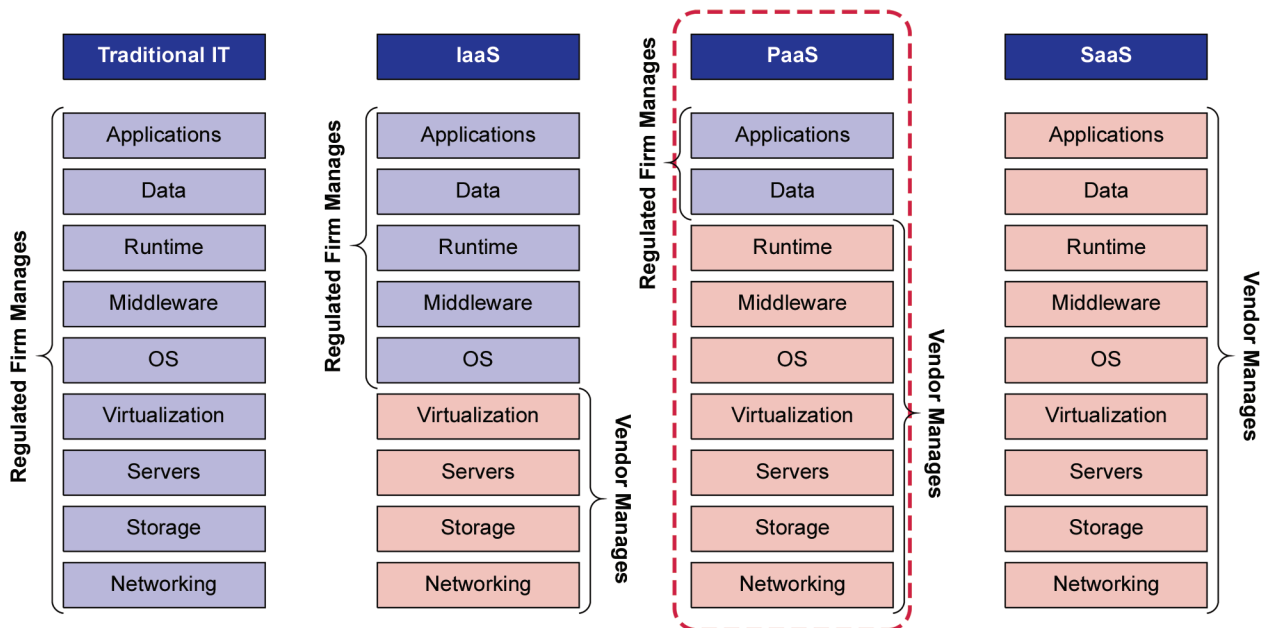 Traditional IT
Regulated Firm Manages
Applications
Data
Runtime
Middleware
OS
Virtualization
Servers
Storage
Networking
IaaS
Regulated Firm Manages
Applications
Data
Runtime
Middleware
OS
Virtualization
Servers
Storage
Networking
Vendor Manages
PaaS
Regulated Firm Manages
Applications
Data
Runtime
Middleware
OS
Virtualization
Servers
Storage
Networking
Vendor Manages
SaaS
Applications
Data
Runtime
Middleware
OS
Virtualization
Servers
Storage
Networking
Vendor Manages